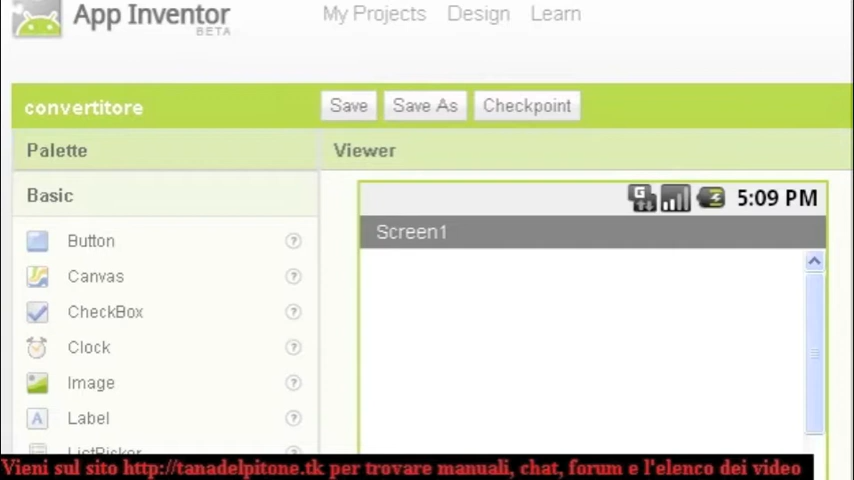 App Inventor
BETA
My Projects Design Learn
convertitore
Save Save As Checkpoint
Palette
Viewer
Basic
5:09 PM
Screen1
Button ?
Canvas ?
CheckBox ?
Clock ?
Image ?
Label ?
ListPicker
Vieni sul sito http://tanadelpitone.tk per trovare manuali, chat, forum e l'elenco dei video